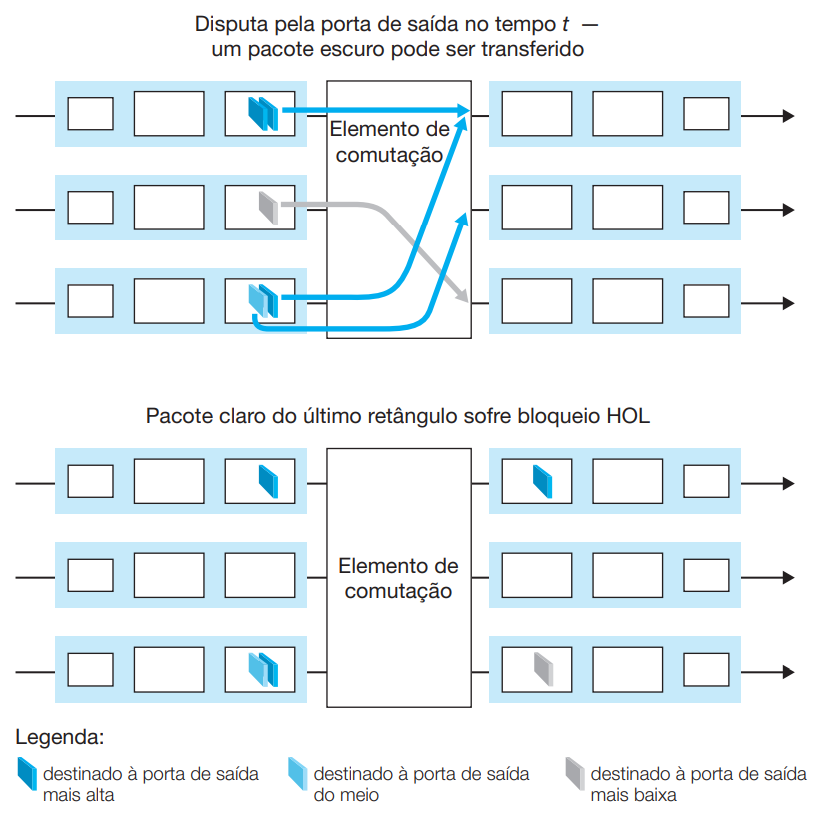 Disputa pela porta de saída no tempo t —
um pacote escuro pode ser transferido
Elemento de
comutação
Pacote claro do último retângulo sofre bloqueio HOL
Elemento de
comutação
Legenda:
destinado à porta de saída
mais alta
destinado à porta de saída
do meio
destinado à porta de saída
mais baixa